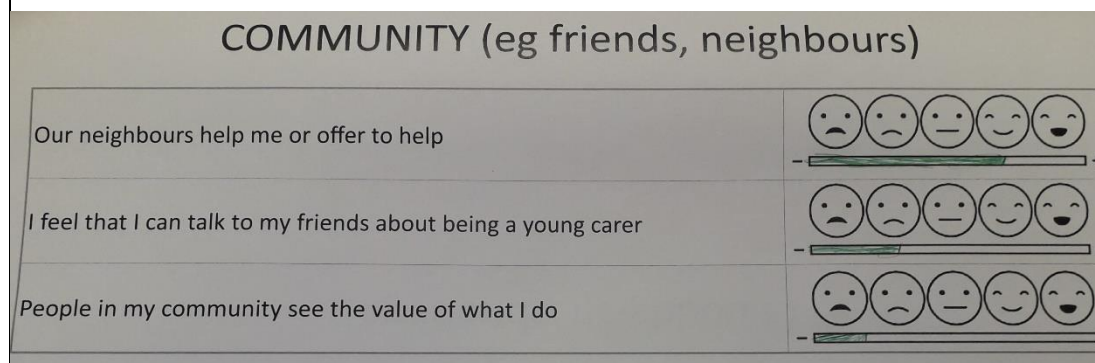 COMMUNITY (eg friends, neighbours)
Our neighbours help me or offer to help
I feel that I can talk to my friends about being a young carer
People in my community see the value of what I do